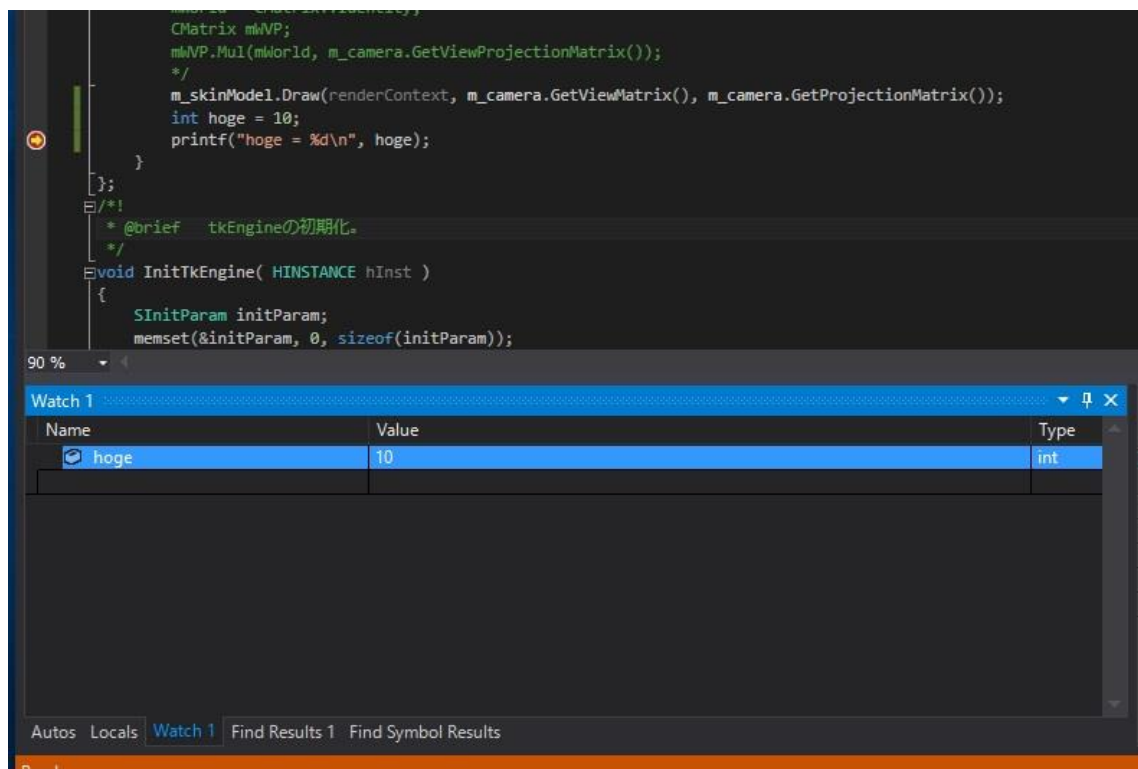 CMatrix mWVP;
mWVP.Mul(mWorld, m_camera.GetViewProjectionMatrix());
*/
m_skinModel.Draw(renderContext, m_camera.GetViewMatrix(), m_camera.GetProjectionMatrix());
int hoge = 10;
printf("hoge = %d\n", hoge);
}
};
/*!
* @brief tkEngineの初期化。
*/
void InitTkEngine( HINSTANCE hInst )
{
SInitParam initParam;
memset(&initParam, 0, sizeof(initParam));
90 %
Watch 1
Name Value Type
hoge 10 int
Autos Locals Watch 1 Find Results 1 Find Symbol Results